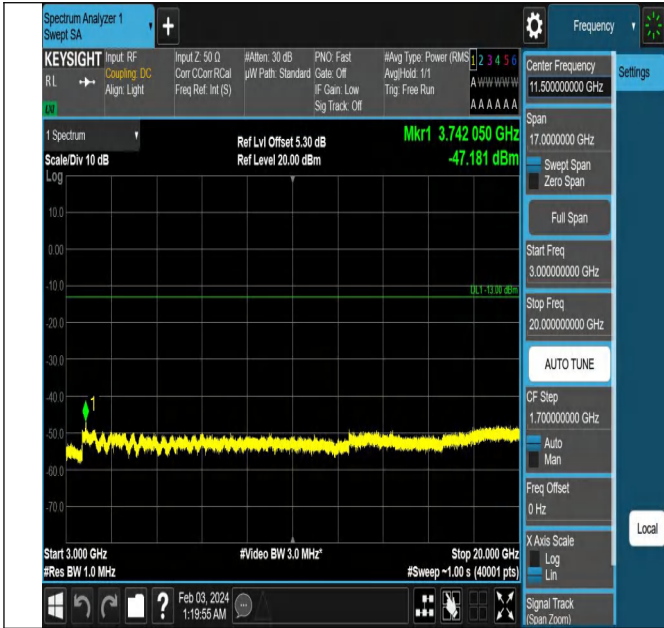 Spectrum Analyzer 1
Swept SA
Frequency
KEYSIGHT
RL
Input: RF
Coupling: DC
Align: Light
Input Z: 50 Ω
Corr CCorr RCal
Freq Ref: Int (S)
#Atten: 30 dB
µW Path: Standard
PNO: Fast
Gate: Off
IF Gain: Low
Sig Track: Off
#Avg Type: Power (RMS
Avg|Hold: 1/1
Trig: Free Run
1 2 3 4 5 6
A W W W W W
A A A A A A
1 Spectrum
Scale/Div 10 dB
Log
Ref Lvl Offset 5.30 dB
Ref Level 20.00 dBm
Mkr1 3.742 050 GHz
-47.181 dBm
10.0
0.00
-10.0
DL1 -13.00 dBm
-20.0
-30.0
-40.0
1
-50.0
-60.0
-70.0
Start 3.000 GHz
#Res BW 1.0 MHz
#Video BW 3.0 MHz*
Stop 20.000 GHz
#Sweep ~1.00 s (40001 pts)
Feb 03, 2024
1:19:55 AM
Center Frequency
11.500000000 GHz
Settings
Span
17.0000000 GHz
Swept Span
Zero Span
Full Span
Start Freq
3.000000000 GHz
Stop Freq
20.000000000 GHz
AUTO TUNE
CF Step
1.700000000 GHz
Auto
Man
Freq Offset
0 Hz
Local
X Axis Scale
Log
Lin
Signal Track
(Span Zoom)